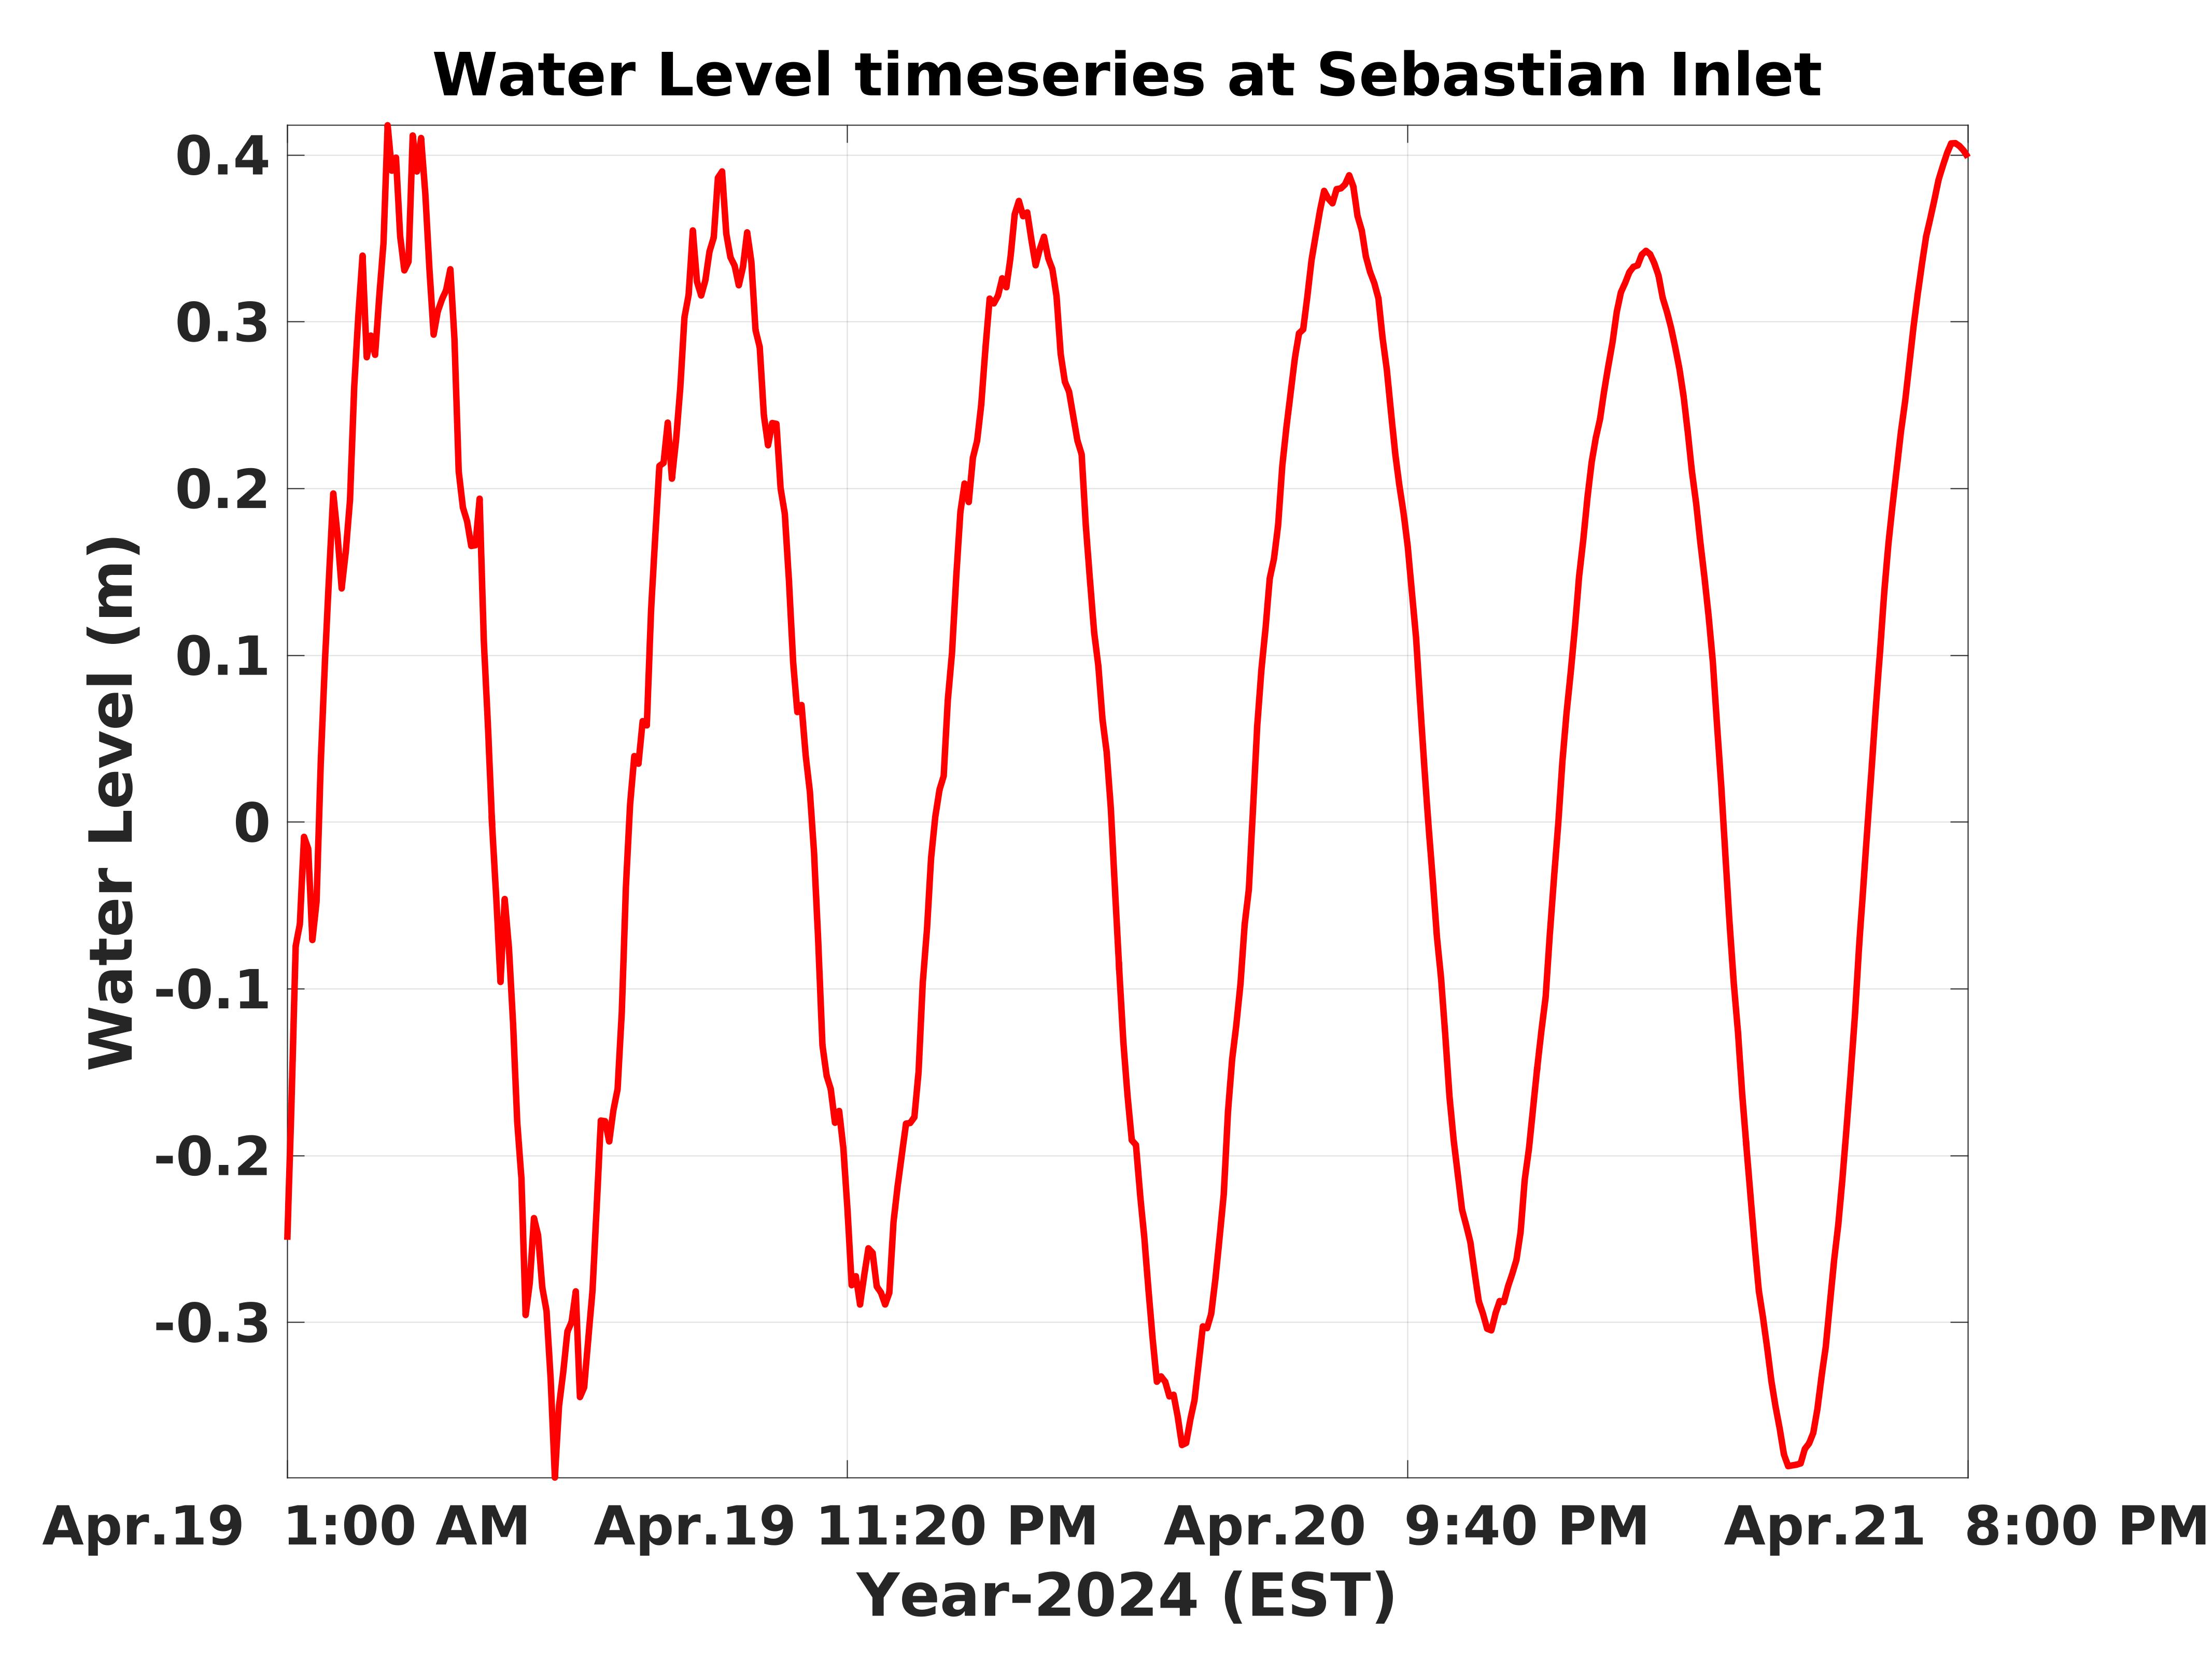 Water Level timeseries at Sebastian Inlet
0.4
0.3
0.2
0.1
0
-0.1
-0.2
-0.3
Water Level (m)
Apr.19 1:00 AM Apr.19 11:20 PM Apr.20 9:40 PM Apr.21 8:00 PM
Year-2024 (EST)